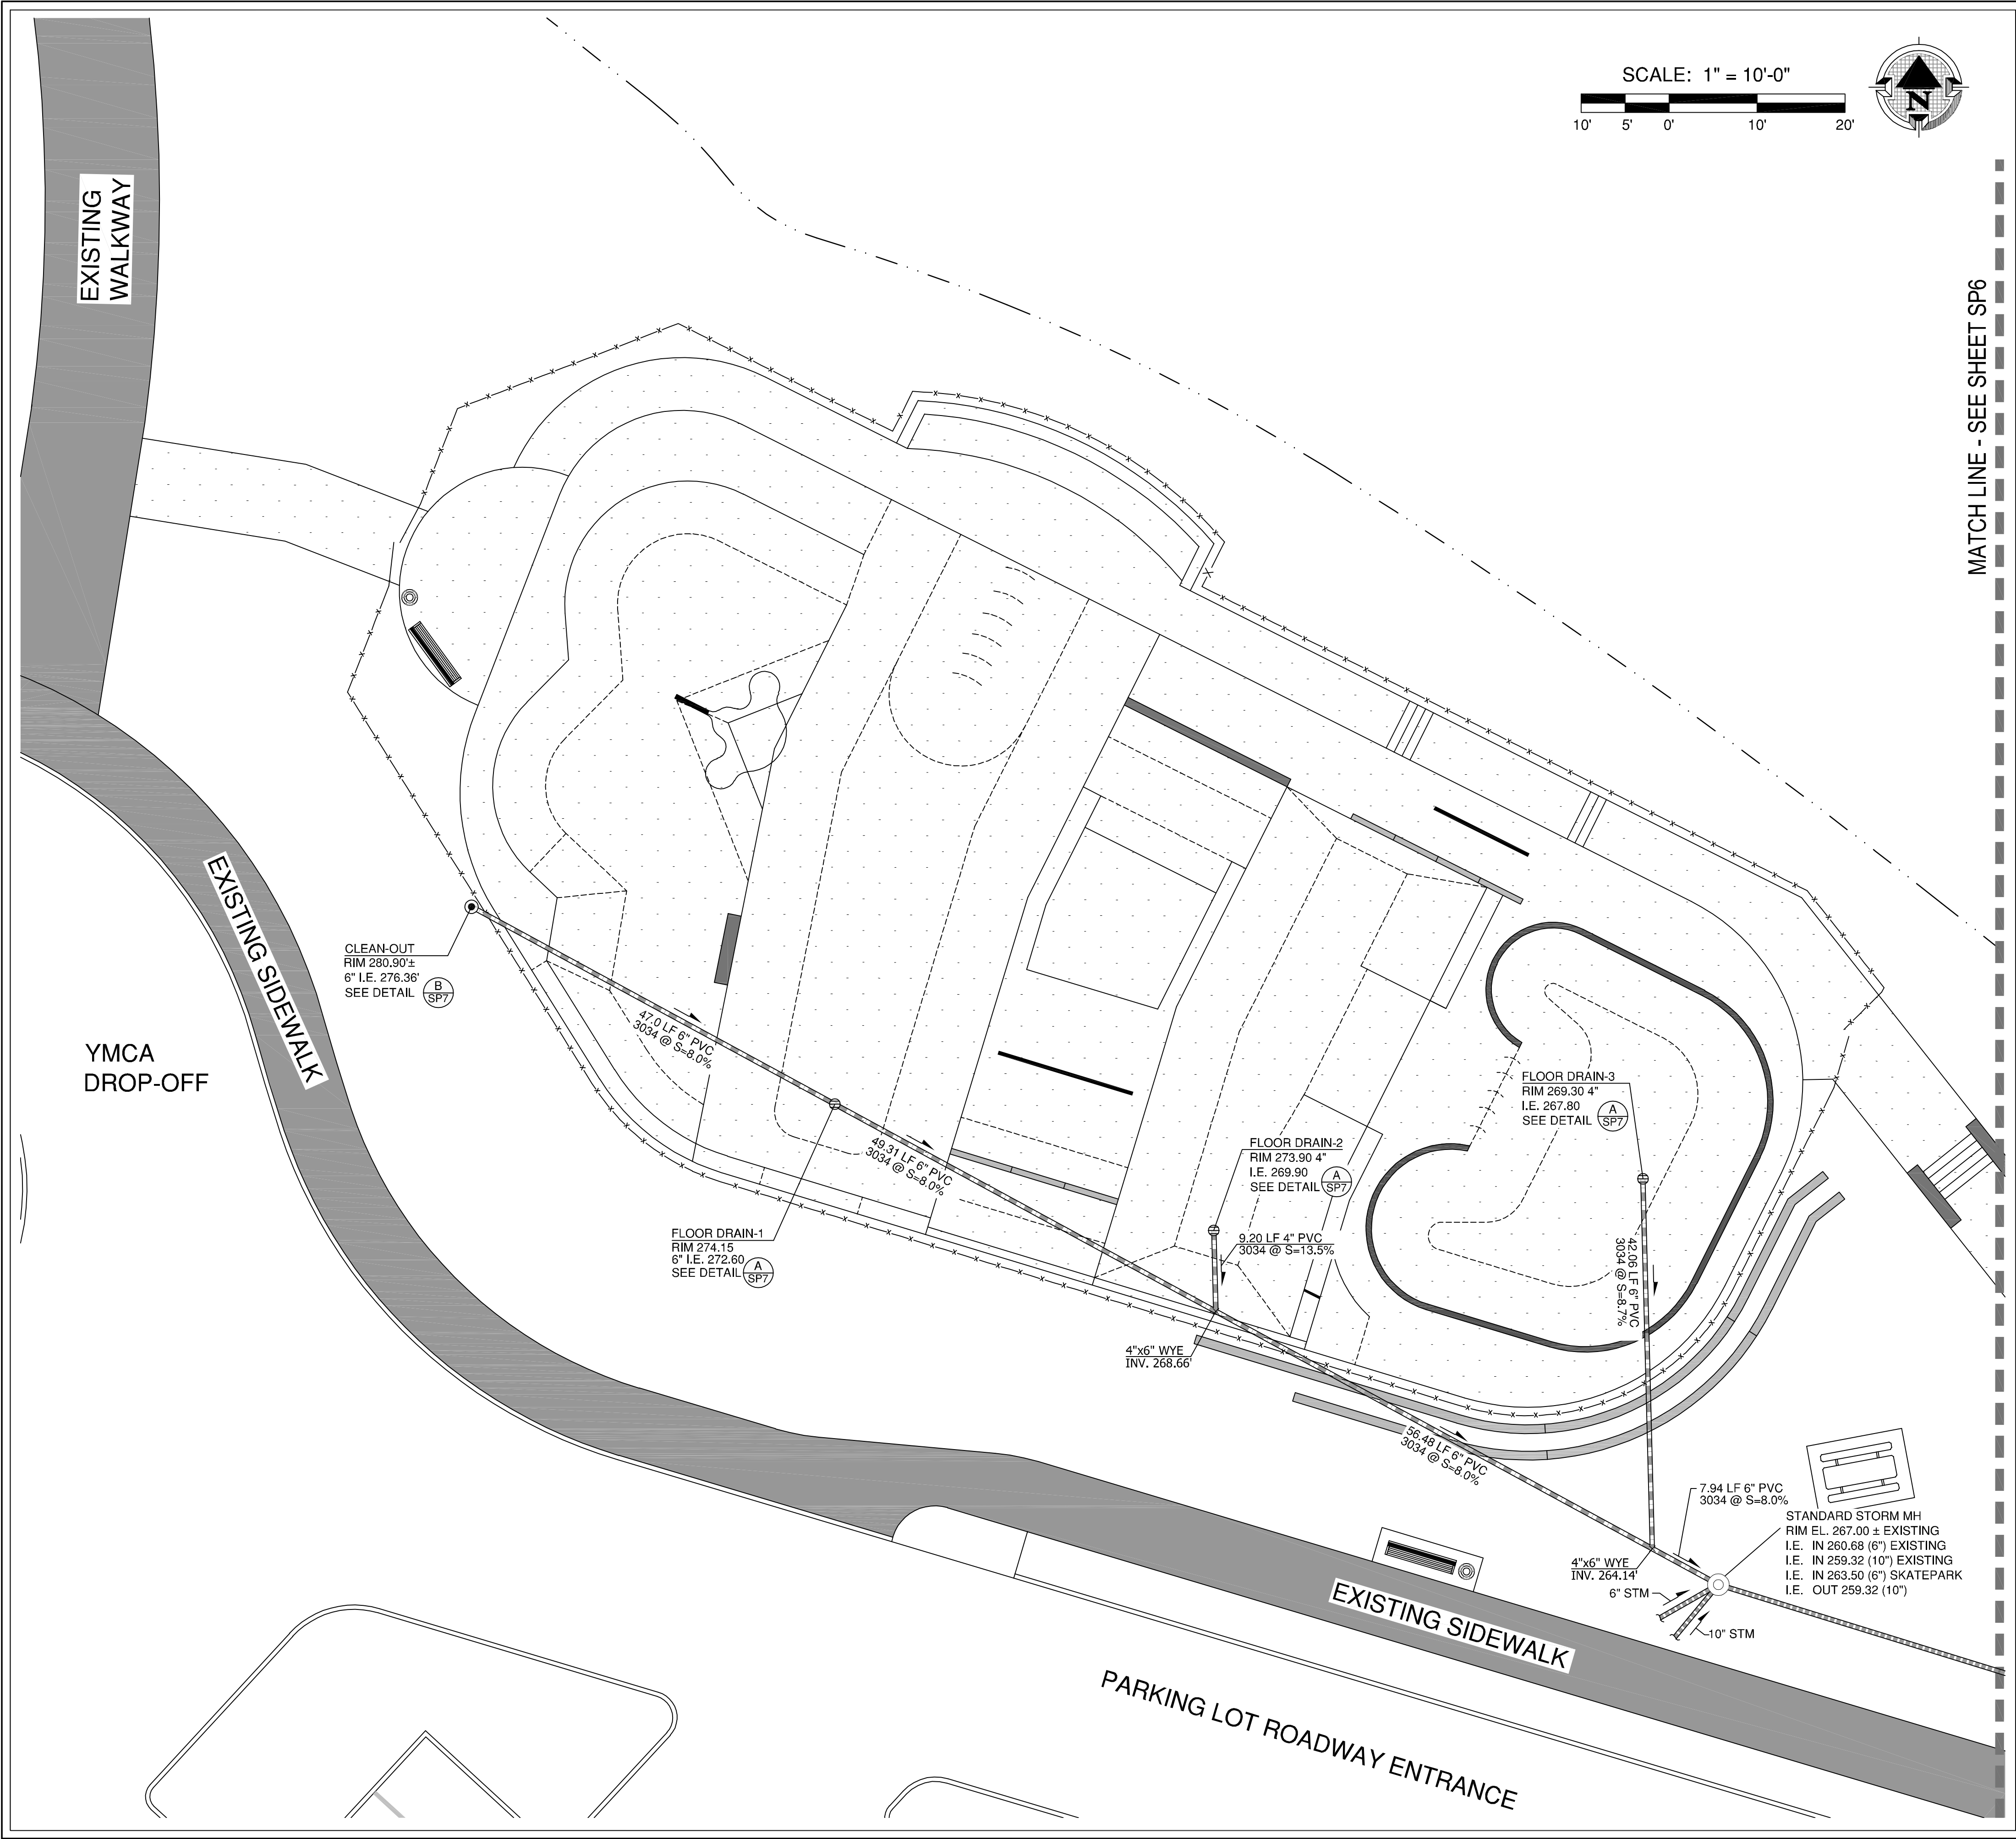 SCALE: 1" = 10'-0"
10' 5' 0' 10' 20'
N
EXISTING
WALKWAY
MATCH LINE - SEE SHEET SP6
CLEAN-OUT
RIM 280.90'±
6" I.E. 276.36'
SEE DETAIL B
SP7
EXISTING SIDEWALK
YMCA
DROP-OFF
47.0 LF 6" PVC
3034 @ S=8.0%
FLOOR DRAIN-3
RIM 269.30 4"
I.E. 267.80
SEE DETAIL A
SP7
49.31 LF 6" PVC
3034 @ S=8.0%
FLOOR DRAIN-2
RIM 273.90 4"
I.E. 269.90
SEE DETAIL A
SP7
FLOOR DRAIN-1
RIM 274.15
6" I.E. 272.60
SEE DETAIL A
SP7
9.20 LF 4" PVC
3034 @ S=13.5%
42.06 LF 6" PVC
3034 @ S=8.7%
4"x6" WYE
INV. 268.66'
56.48 LF 6" PVC
3034 @ S=8.0%
7.94 LF 6" PVC
3034 @ S=8.0%
STANDARD STORM MH
RIM EL. 267.00 ± EXISTING
I.E. IN 260.68 (6") EXISTING
I.E. IN 259.32 (10") EXISTING
I.E. IN 263.50 (6") SKATEPARK
I.E. OUT 259.32 (10")
4"x6" WYE
INV. 264.14'
6" STM
10" STM
EXISTING SIDEWALK
PARKING LOT ROADWAY ENTRANCE